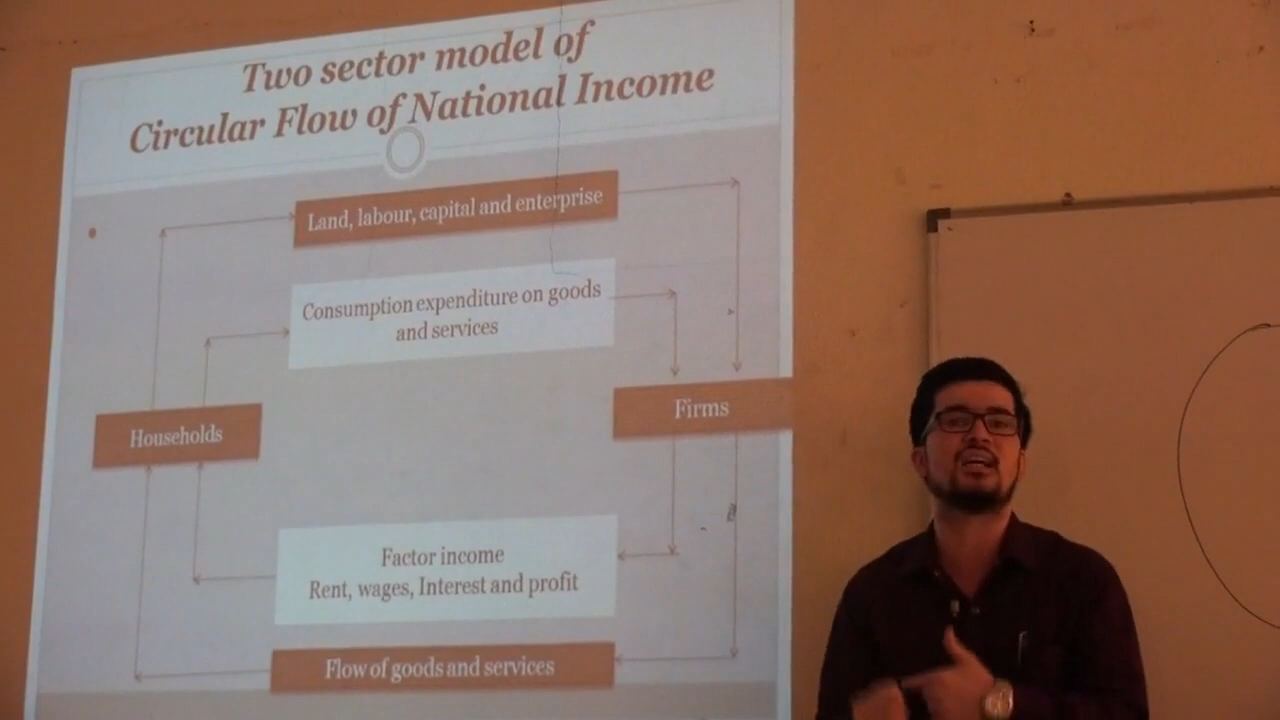 Two sector model of
Circular Flow of National Income
Land, labour, capital and enterprise
Consumption expenditure on goods
and services
Households
Firms
Factor income
Rent, wages, Interest and profit
Flow of goods and services